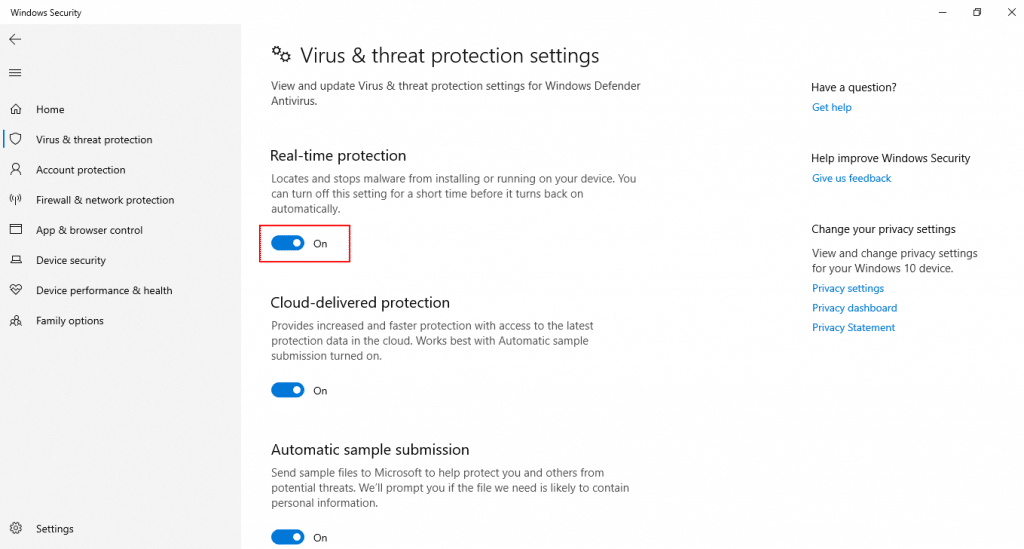 Windows Security
Home
Virus & threat protection
Account protection
Firewall & network protection
App & browser control
Device security
Device performance & health
Family options
Settings
Virus & threat protection settings
View and update Virus & threat protection settings for Windows Defender
Antivirus.
Real-time protection
Locates and stops malware from installing or running on your device. You
can turn off this setting for a short time before it turns back on
automatically.
On
Cloud-delivered protection
Provides increased and faster protection with access to the latest
protection data in the cloud. Works best with Automatic sample
submission turned on.
On
Automatic sample submission
Send sample files to Microsoft to help protect you and others from
potential threats. We'll prompt you if the file we need is likely to contain
personal information.
On
Have a question?
Get help
Help improve Windows Security
Give us feedback
Change your privacy settings
View and change privacy settings
for your Windows 10 device.
Privacy settings
Privacy dashboard
Privacy Statement